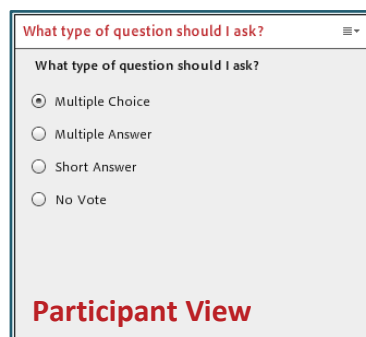 What type of question should I ask?
What type of question should I ask?
Multiple Choice
Multiple Answer
Short Answer
No Vote
Participant View